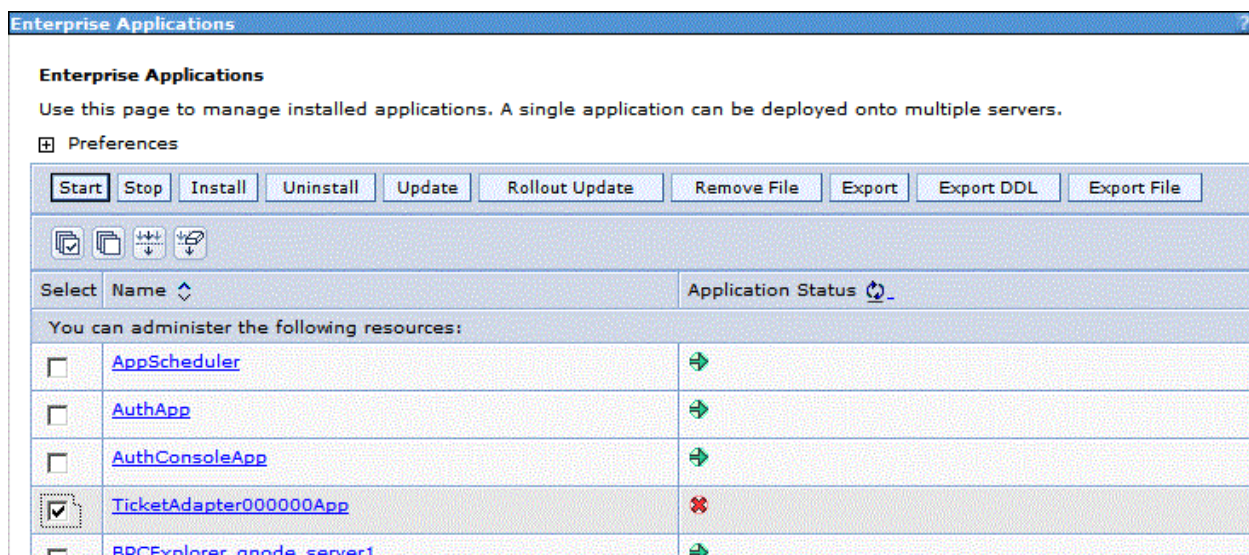 Enterprise Applications ?
Enterprise Applications
Use this page to manage installed applications. A single application can be deployed onto multiple servers.
Preferences
Start Stop Install Uninstall Update Rollout Update Remove File Export Export DDL Export File
Select Name Application Status
You can administer the following resources:
AppScheduler
AuthApp
AuthConsoleApp
TicketAdapter000000App
BPCExplorer_qnode_server1